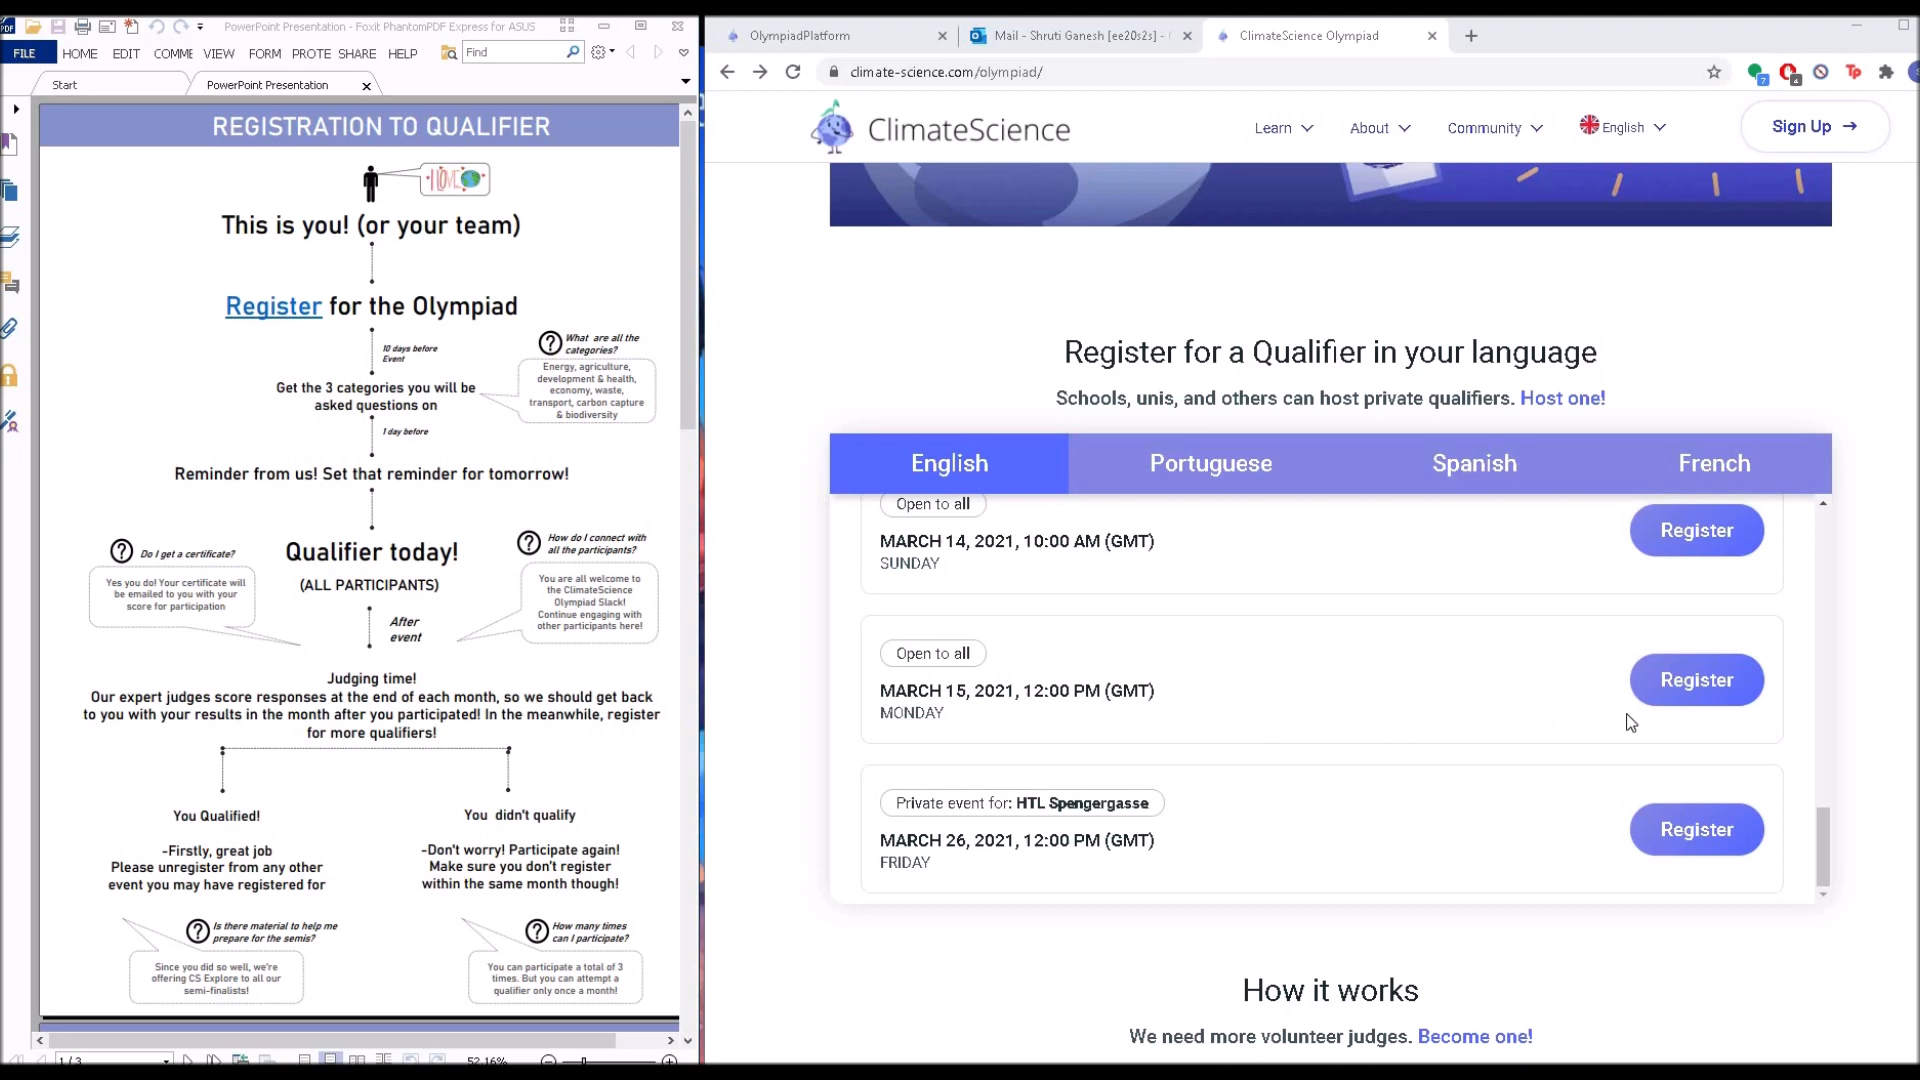 PowerPoint Presentation - Foxit PhantomPDF Express for ASUS
FILE HOME EDIT COMME VIEW FORM PROTE SHARE HELP Find
Start
PowerPoint Presentation
REGISTRATION TO QUALIFIER
I LOVE
This is you! (or your team)
Register for the Olympiad
10 days before
Event
What are all the
categories?
Energy, agriculture,
development & health,
economy, waste,
transport, carbon capture
& biodiversity
Get the 3 categories you will be
asked questions on
1 day before
Reminder from us! Set that reminder for tomorrow!
Do I get a certificate?
Yes you do! Your certificate will
be emailed to you with your
score for participation
Qualifier today!
(ALL PARTICIPANTS)
How do I connect with
all the participants?
You are all welcome to
the ClimateScience
Olympiad Slack!
Continue engaging with
other participants here!
After
event
Judging time!
Our expert judges score responses at the end of each month, so we should get back
to you with your results in the month after you participated! In the meanwhile, register
for more qualifiers!
You Qualified!
-Firstly, great job
Please unregister from any other
event you may have registered for
Is there material to help me
prepare for the semis?
Since you did so well, we're
offering CS Explore to all our
semi-finalists!
You didn't qualify
-Don't worry! Participate again!
Make sure you don't register
within the same month though!
How many times
can I participate?
You can participate a total of 3
times. But you can attempt a
qualifier only once a month!
1 / 3
52.16%
OlympiadPlatform
Mail - Shruti Ganesh [ee20s2s] -
ClimateScience Olympiad
climate-science.com/olympiad/
7 4 Tp
ClimateScience
Learn About Community English Sign Up →
Register for a Qualifier in your language
Schools, unis, and others can host private qualifiers. Host one!
English Portuguese Spanish French
Open to all
MARCH 14, 2021, 10:00 AM (GMT)
SUNDAY
Register
Open to all
MARCH 15, 2021, 12:00 PM (GMT)
MONDAY
Register
Private event for: HTL Spengergasse
MARCH 26, 2021, 12:00 PM (GMT)
FRIDAY
Register
How it works
We need more volunteer judges. Become one!